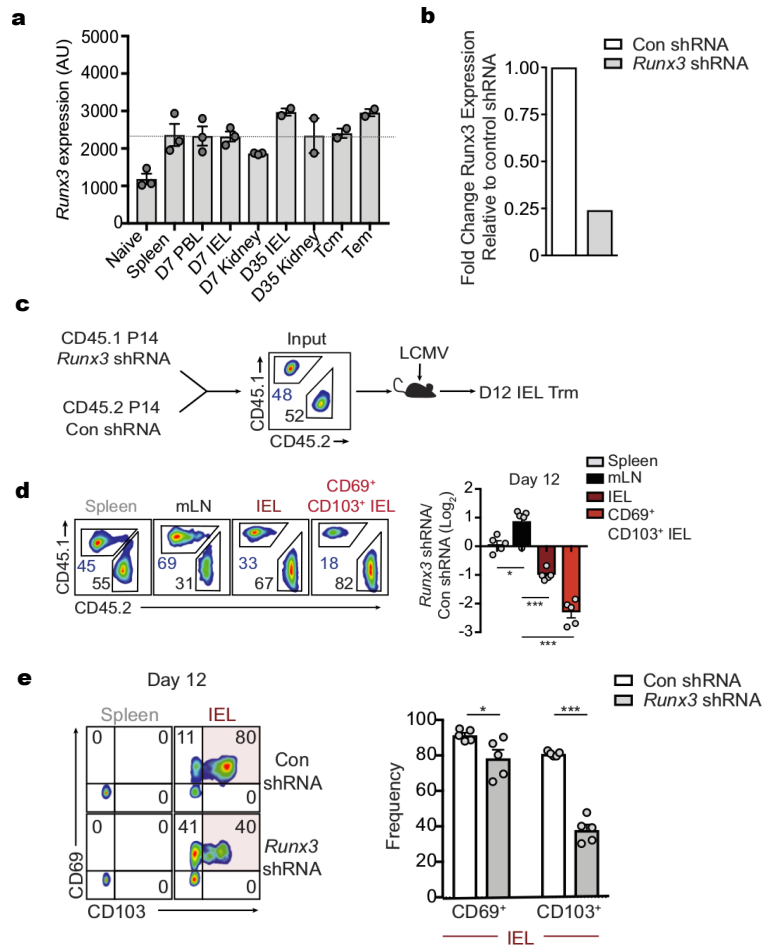 a
Runx3 expression (AU)
5000
4000
3000
2000
1000
0
Naive
Spleen
D7 PBL
D7 IEL
D7 Kidney
D35 IEL
D35 Kidney
Tcm
Tem
b
Con shRNA
Runx3 shRNA
Fold Change Runx3 Expression
Relative to control shRNA
1.00
0.75
0.50
0.25
0
c
CD45.1 P14
Runx3 shRNA
CD45.2 P14
Con shRNA
Input
CD45.1
48
52
CD45.2
LCMV
D12 IEL Trm
d
Spleen
mLN
IEL
CD69+
CD103+ IEL
CD45.1
45
55
69
31
33
67
18
82
CD45.2
Day 12
Spleen
mLN
IEL
CD69+
CD103+ IEL
Runx3 shRNA/
Con shRNA (Log2)
2
1
0
-1
-2
-3
*
***
***
e
Day 12
Spleen
IEL
0
0
11
80
0
0
Con
shRNA
0
0
41
40
0
0
Runx3
shRNA
CD69
CD103
Con shRNA
Runx3 shRNA
Frequency
100
80
60
40
20
0
*
***
CD69+
CD103+
IEL